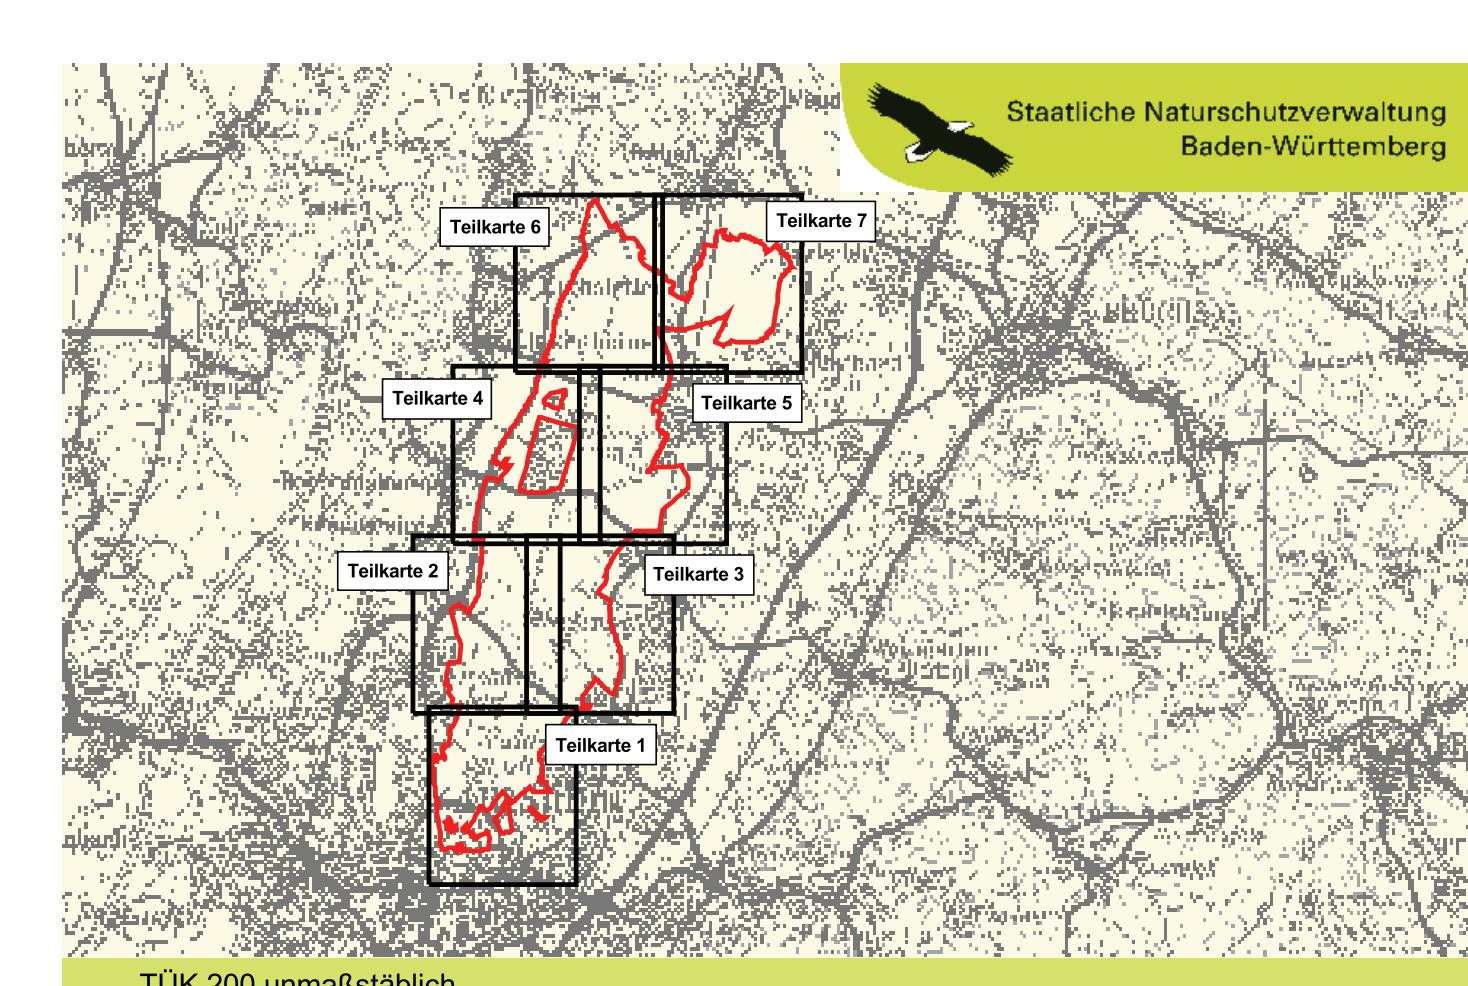 Staatliche Naturschutzverwaltung
Baden-Württemberg
Teilkarte 6
Teilkarte 7
Teilkarte 4
Teilkarte 5
Teilkarte 2
Teilkarte 3
Teilkarte 1
TÜK 200 unmaßstäblich